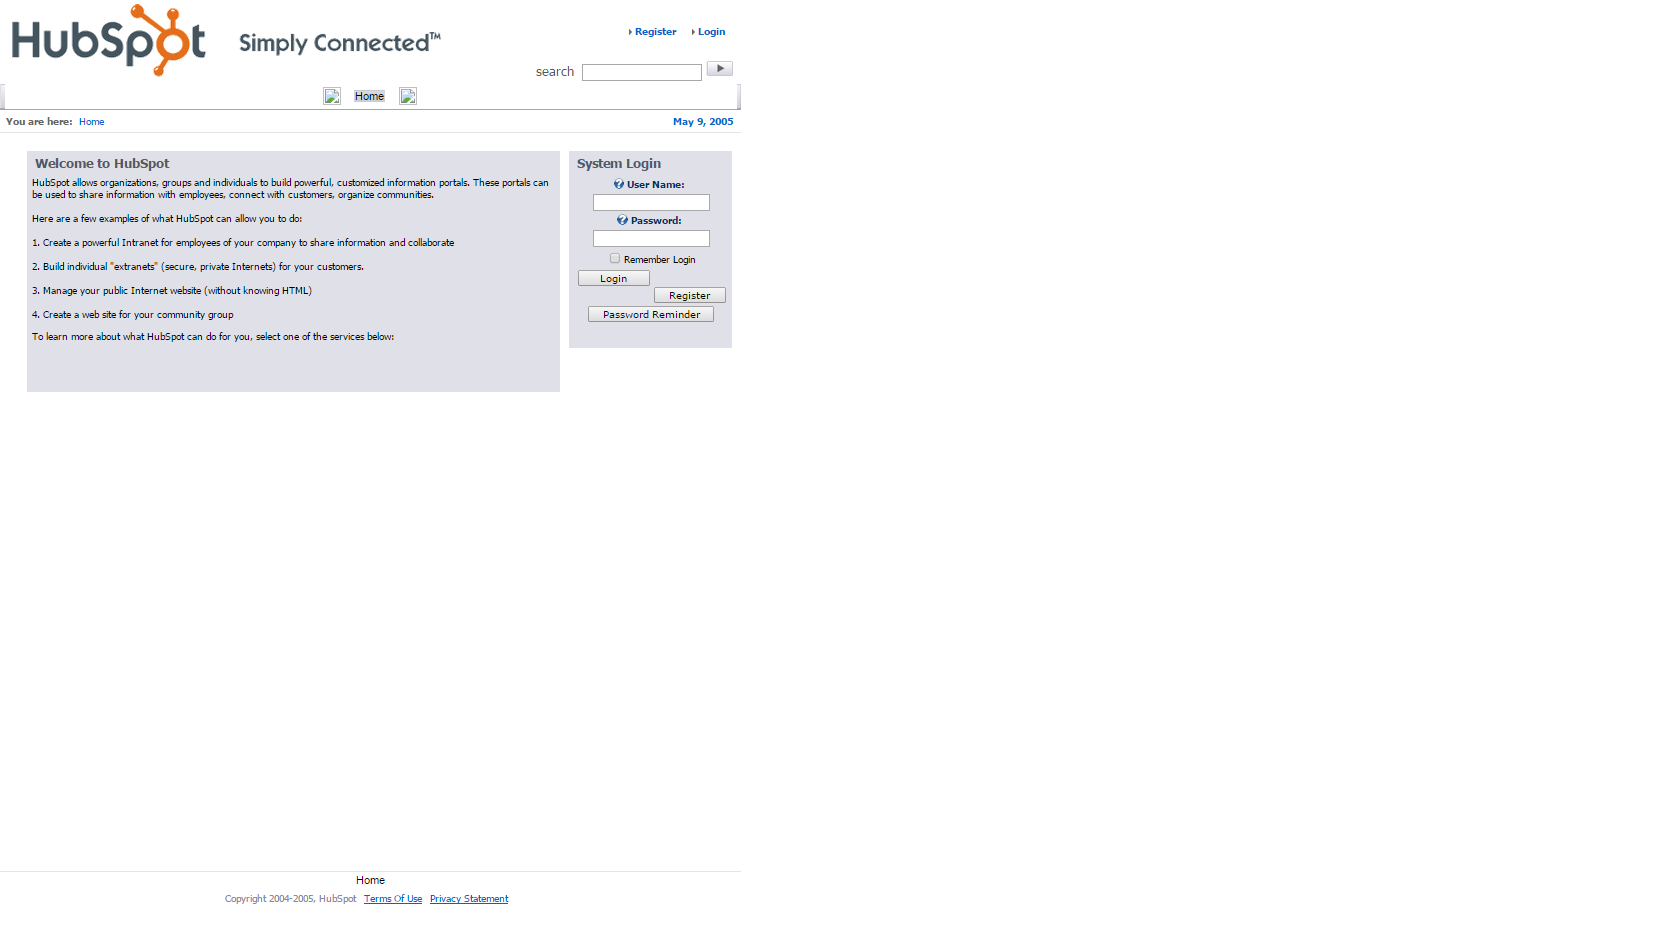 HubSpot
Simply Connected™
Register Login
search
Home
You are here: Home
May 9, 2005
Welcome to HubSpot
HubSpot allows organizations, groups and individuals to build powerful, customized information portals. These portals can
be used to share information with employees, connect with customers, organize communities.
Here are a few examples of what HubSpot can allow you to do:
1. Create a powerful Intranet for employees of your company to share information and collaborate
2. Build individual "extranets" (secure, private Internets) for your customers.
3. Manage your public Internet website (without knowing HTML)
4. Create a web site for your community group
To learn more about what HubSpot can do for you, select one of the services below:
System Login
User Name:
Password:
Remember Login
Login
Register
Password Reminder
Home
Copyright 2004-2005, HubSpot Terms Of Use Privacy Statement